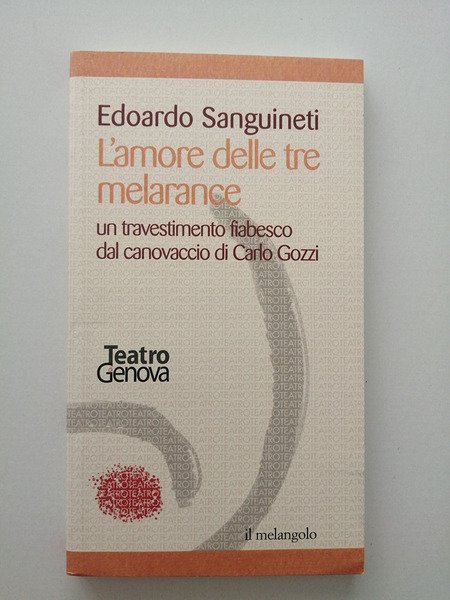 Edoardo Sanguineti
L'amore delle tre
melarance
un travestimento fiabesco
dal canovaccio di Carlo Gozzi
Teatro
Genova
il melangolo